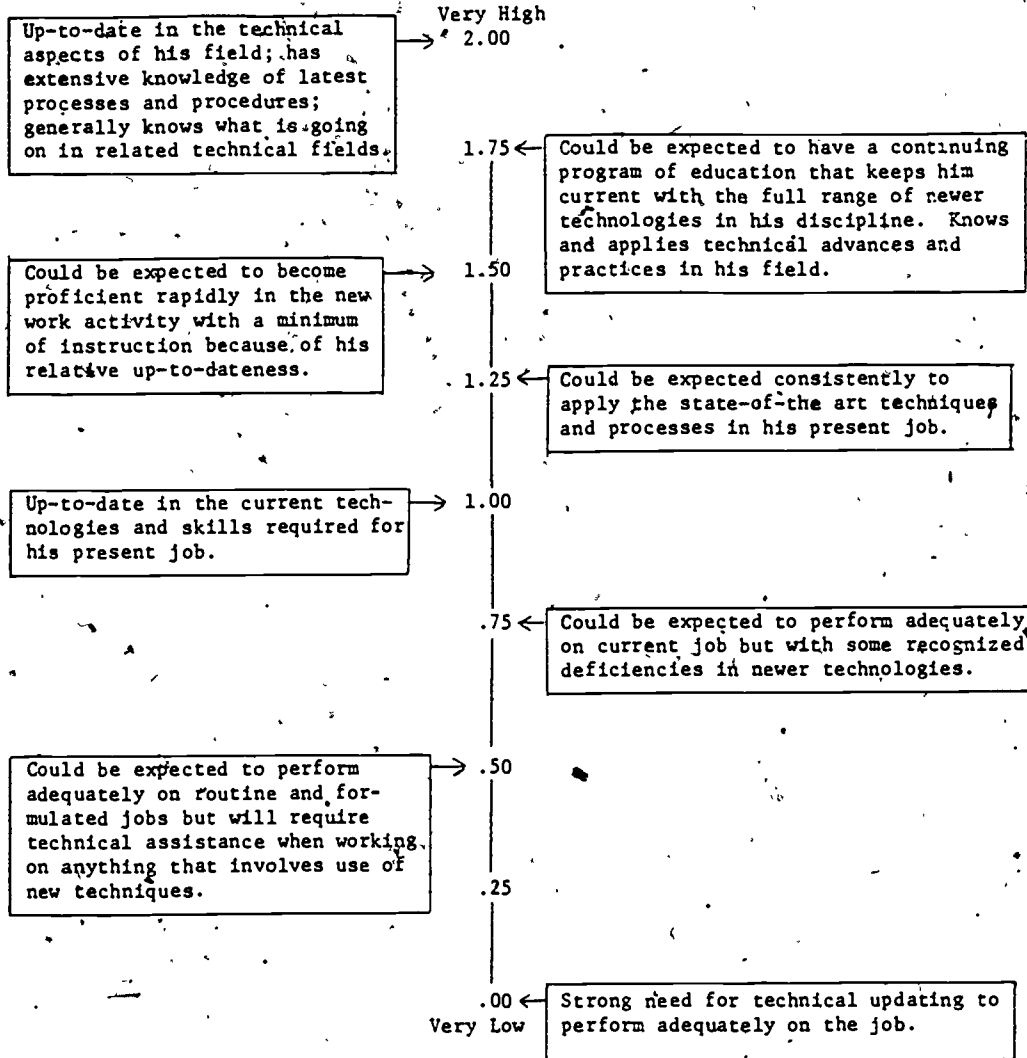 Very High
2.00
Up-to-date in the technical
aspects of his field; has
extensive knowledge of latest
processes and procedures;
generally knows what is going
on in related technical fields.
1.75
Could be expected to have a continuing
program of education that keeps him
current with the full range of newer
technologies in his discipline. Knows
and applies technical advances and
practices in his field.
1.50
Could be expected to become
proficient rapidly in the new
work activity with a minimum
of instruction because of his
relative up-to-dateness.
1.25
Could be expected consistently to
apply the state-of-the art techniques
and processes in his present job.
1.00
Up-to-date in the current tech-
nologies and skills required for
his present job.
.75
Could be expected to perform adequately
on current job but with some recognized
deficiencies in newer technologies.
.50
Could be expected to perform
adequately on routine and for-
mulated jobs but will require
technical assistance when working
on anything that involves use of
new techniques.
.25
.00
Strong need for technical updating to
perform adequately on the job.
Very Low